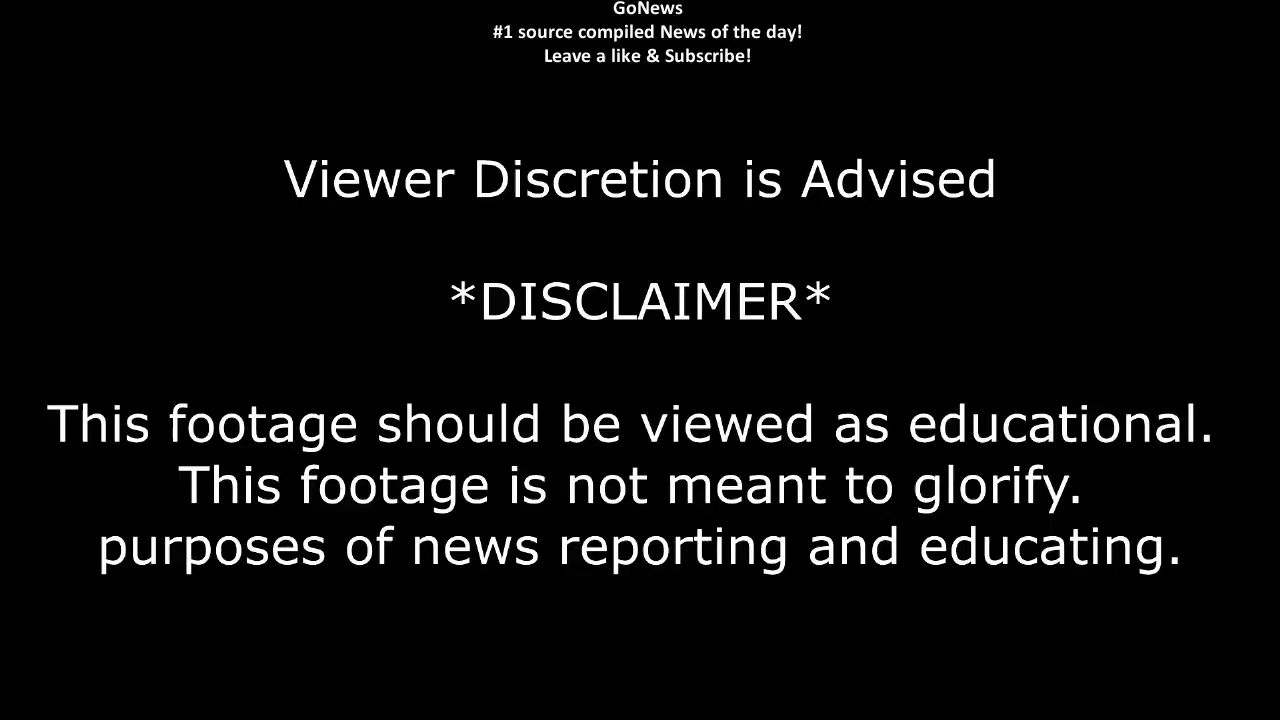 GoNews
#1 source compiled News of the day!
Leave a like & Subscribe!
Viewer Discretion is Advised
*DISCLAIMER*
This footage should be viewed as educational.
This footage is not meant to glorify.
purposes of news reporting and educating.